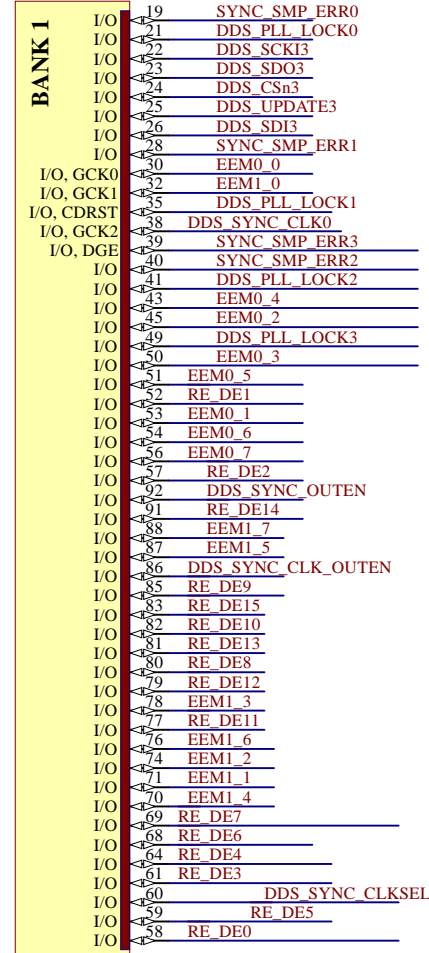 BANK 1
I/O 19 SYNC_SMP_ERR0
I/O 21 DDS_PLL_LOCK0
I/O 22 DDS_SCKI3
I/O 23 DDS_SDO3
I/O 24 DDS_CSn3
I/O 25 DDS_UPDATE3
I/O 26 DDS_SDI3
I/O 28 SYNC_SMP_ERR1
I/O, GCK0 30 EEM0_0
I/O, GCK1 32 EEM1_0
I/O, CDRST 35 DDS_PLL_LOCK1
I/O, GCK2 38 DDS_SYNC_CLK0
I/O, DGE 39 SYNC_SMP_ERR3
I/O 40 SYNC_SMP_ERR2
I/O 41 DDS_PLL_LOCK2
I/O 43 EEM0_4
I/O 45 EEM0_2
I/O 49 DDS_PLL_LOCK3
I/O 50 EEM0_3
I/O 51 EEM0_5
I/O 52 RE_DE1
I/O 53 EEM0_1
I/O 54 EEM0_6
I/O 56 EEM0_7
I/O 57 RE_DE2
I/O 92 DDS_SYNC_OUTEN
I/O 91 RE_DE14
I/O 88 EEM1_7
I/O 87 EEM1_5
I/O 86 DDS_SYNC_CLK_OUTEN
I/O 85 RE_DE9
I/O 83 RE_DE15
I/O 82 RE_DE10
I/O 81 RE_DE13
I/O 80 RE_DE8
I/O 79 RE_DE12
I/O 78 EEM1_3
I/O 77 RE_DE11
I/O 76 EEM1_6
I/O 74 EEM1_2
I/O 71 EEM1_1
I/O 70 EEM1_4
I/O 69 RE_DE7
I/O 68 RE_DE6
I/O 64 RE_DE4
I/O 61 RE_DE3
I/O 60 DDS_SYNC_CLKSEL
I/O 59 RE_DE5
I/O 58 RE_DE0